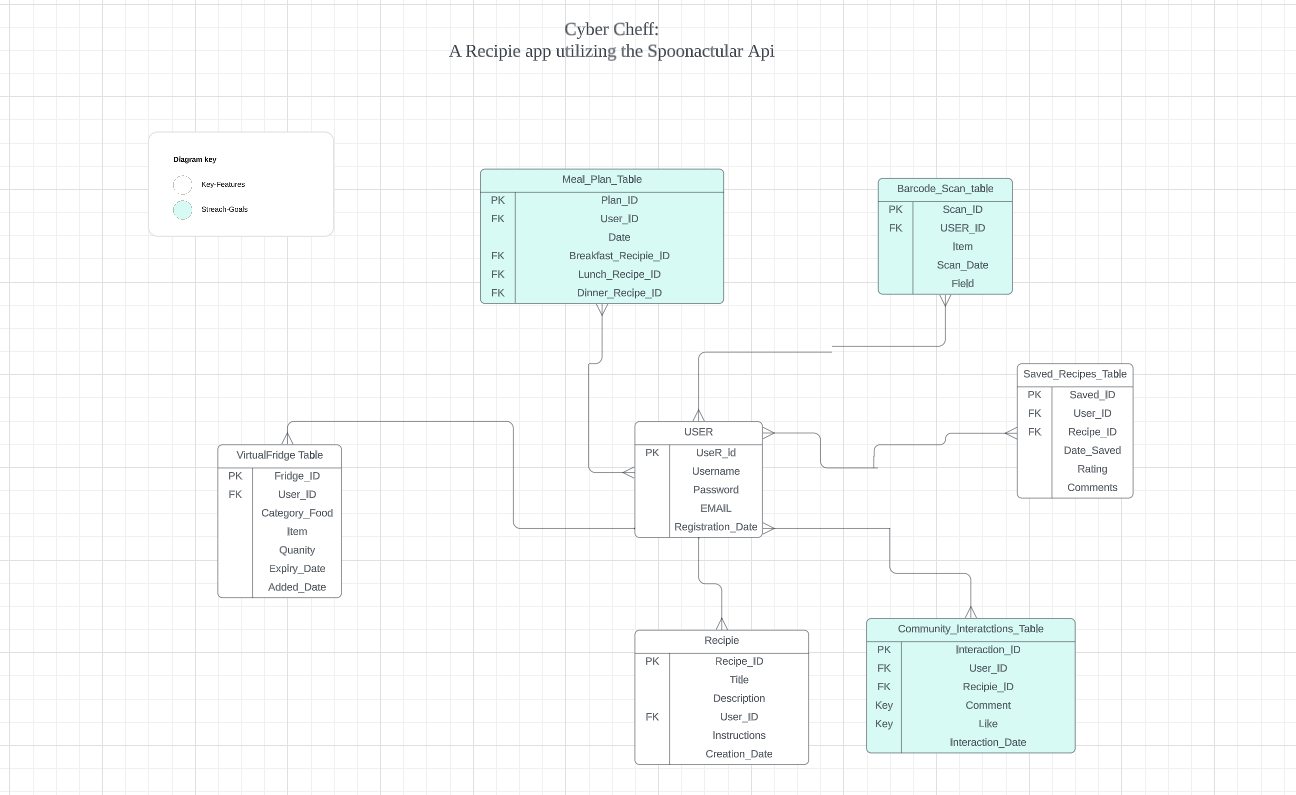 Cyber Cheff:
A Recipie app utilizing the Spoonactular Api
Diagram key
Key-Features
Streach-Goals
Meal_Plan_Table
PK Plan_ID
FK User_ID
Date
FK Breakfast_Recipie_ID
FK Lunch_Recipe_ID
FK Dinner_Recipe_ID
Barcode_Scan_table
PK Scan_ID
FK USER_ID
Item
Scan_Date
Field
Saved_Recipes_Table
PK Saved_ID
FK User_ID
FK Recipe_ID
Date_Saved
Rating
Comments
VirtualFridge Table
PK Fridge_ID
FK User_ID
Category_Food
Item
Quanity
Expiry_Date
Added_Date
USER
PK UseR_Id
Username
Password
EMAIL
Registration_Date
Recipie
PK Recipe_ID
Title
Description
FK User_ID
Instructions
Creation_Date
Community_Interatctions_Table
PK Interaction_ID
FK User_ID
FK Recipie_ID
Key Comment
Key Like
Interaction_Date